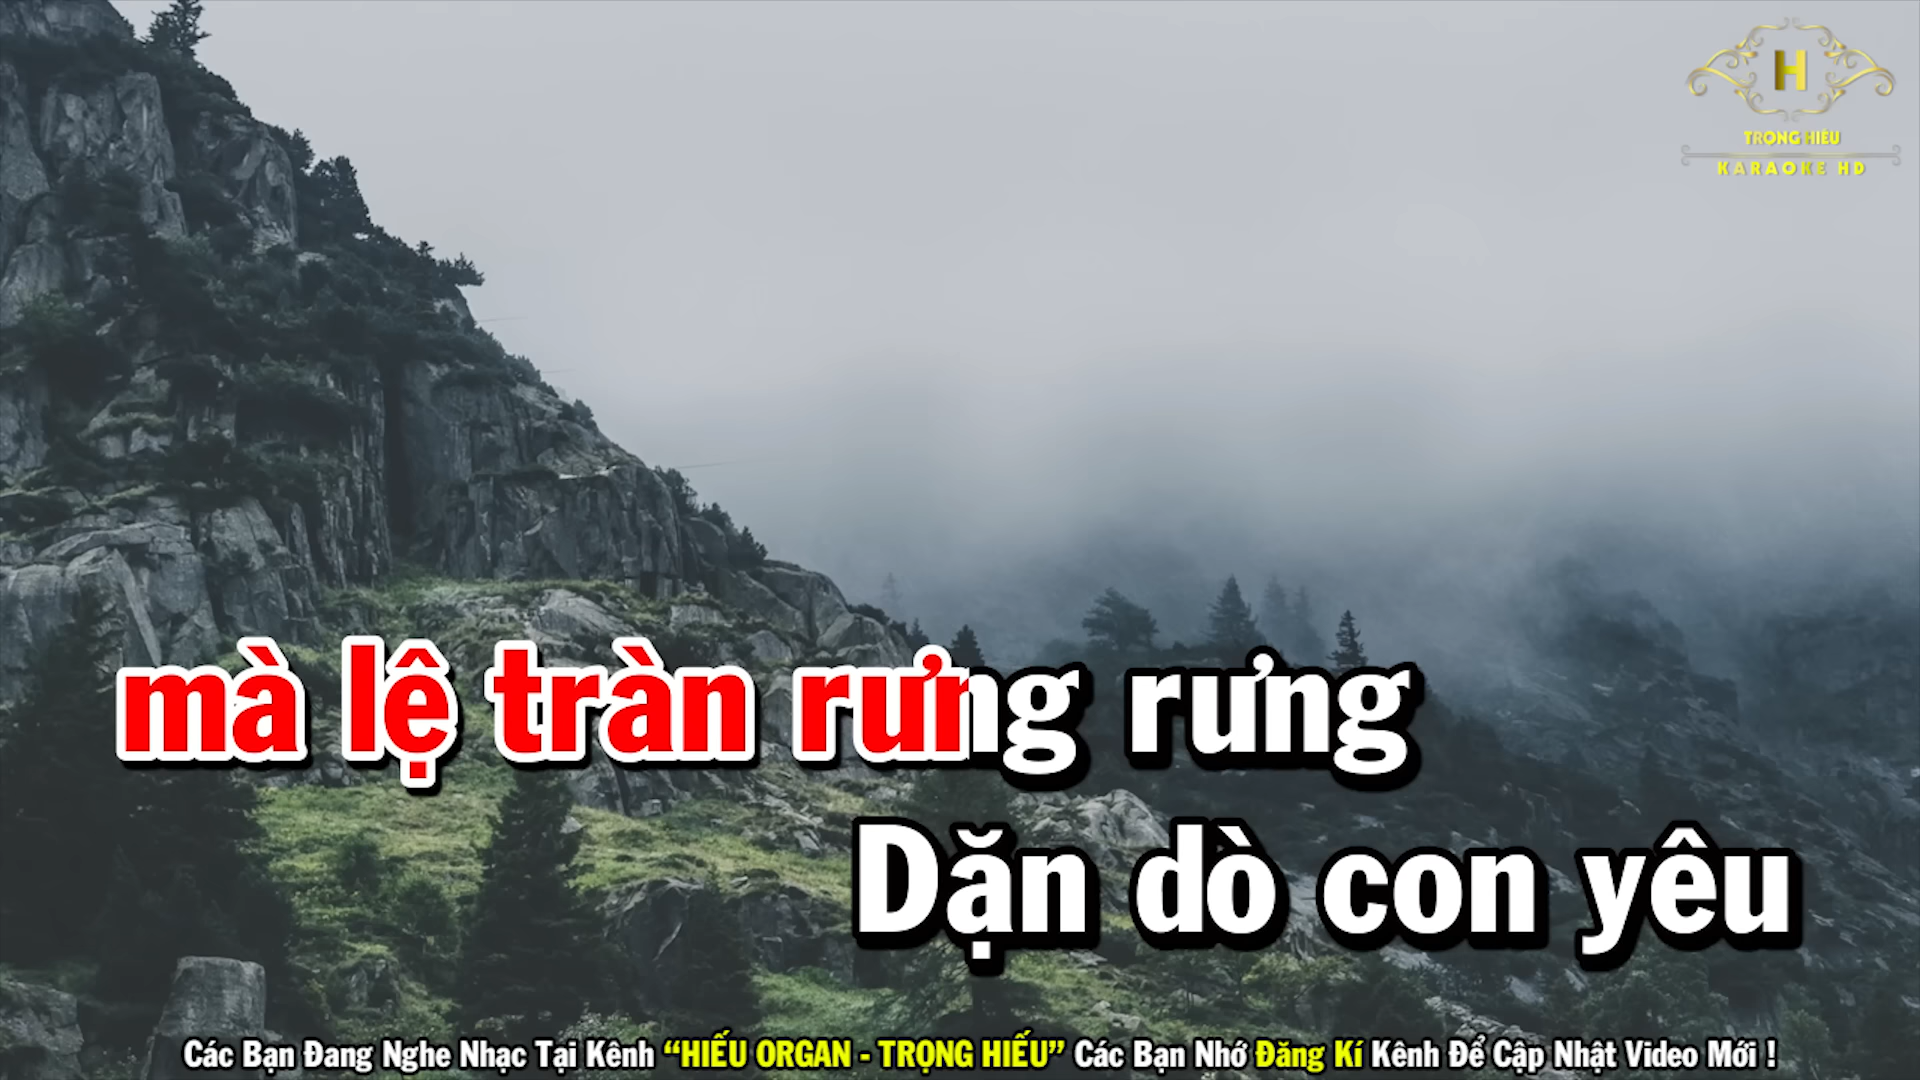 H
TRỌNG HIẾU
KARAOKE HD
mà lệ tràn rưng rưng
Dặn dò con yêu
Các Bạn Đang Nghe Nhạc Tại Kênh “HIẾU ORGAN - TRỌNG HIẾU” Các Bạn Nhớ Đăng Kí Kênh Để Cập Nhật Video Mới !